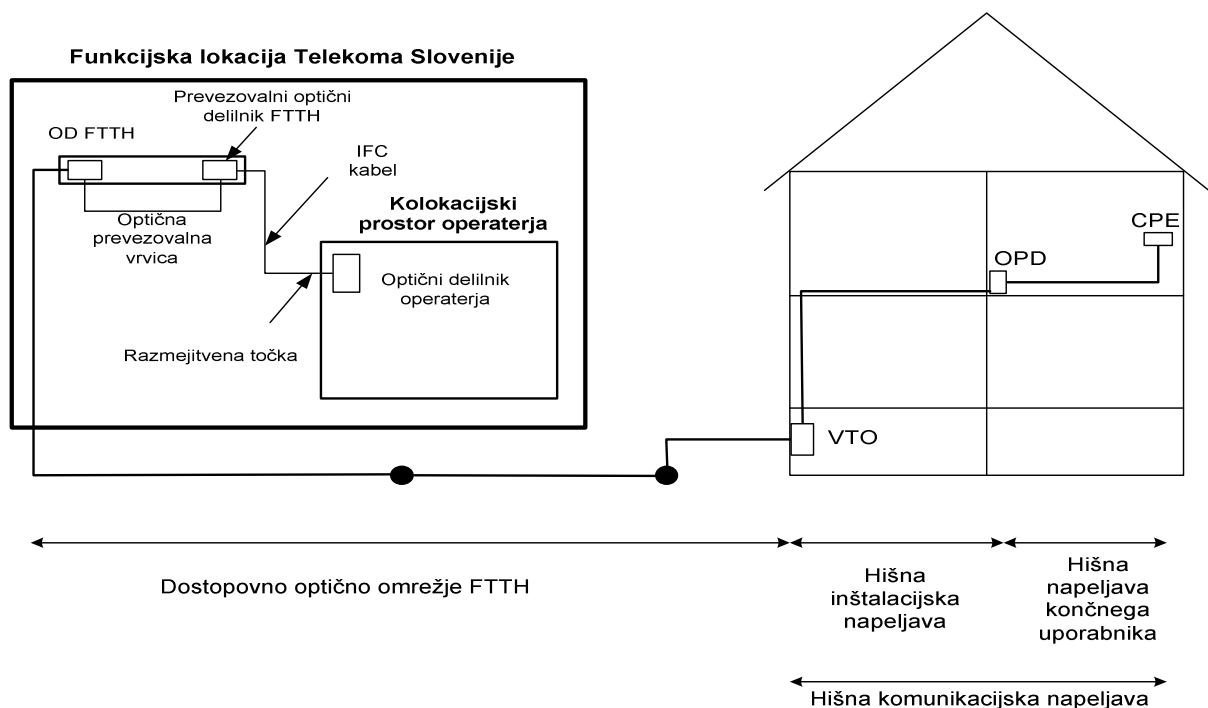 Funkcijska lokacija Telekoma Slovenije
Prevezovalni optični
delilnik FTTH
OD FTTH
IFC
kabel
Optična
prevezovalna
vrvica
Kolokacijski
prostor operaterja
Optični delilnik
operaterja
Razmejitvena točka
CPE
OPD
VTO
Dostopovno optično omrežje FTTH
Hišna
inštalacijska
napeljava
Hišna
napeljava
končnega
uporabnika
Hišna komunikacijska napeljava